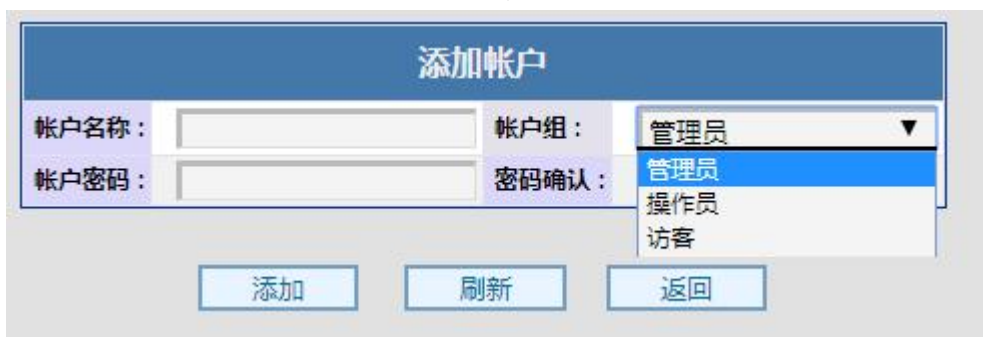 添加帐户
帐户名称： 帐户组： 管理员 ▼
帐户密码： 密码确认： 管理员
操作员
访客
添加 刷新 返回